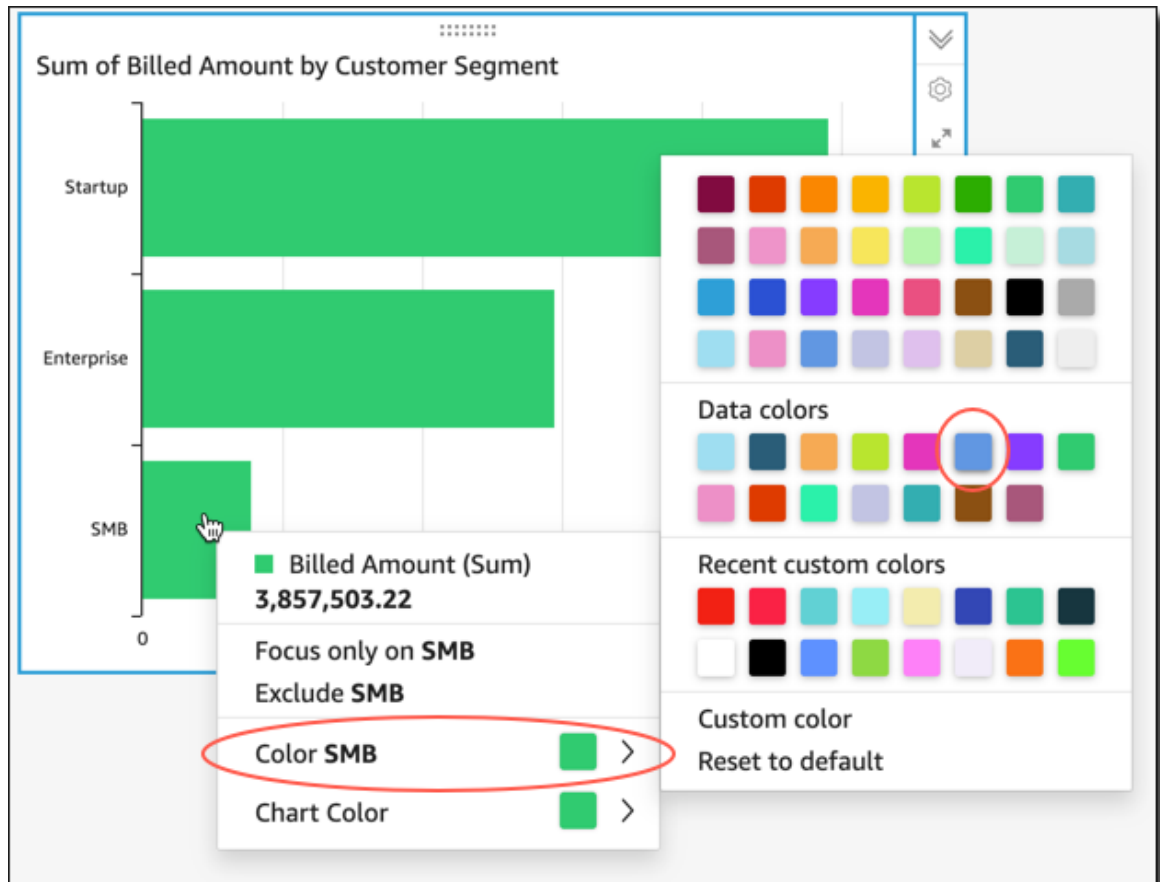 Sum of Billed Amount by Customer Segment
Startup
Enterprise
SMB
0
Billed Amount (Sum)
3,857,503.22
Focus only on SMB
Exclude SMB
Color SMB
Chart Color
Data colors
Recent custom colors
Custom color
Reset to default